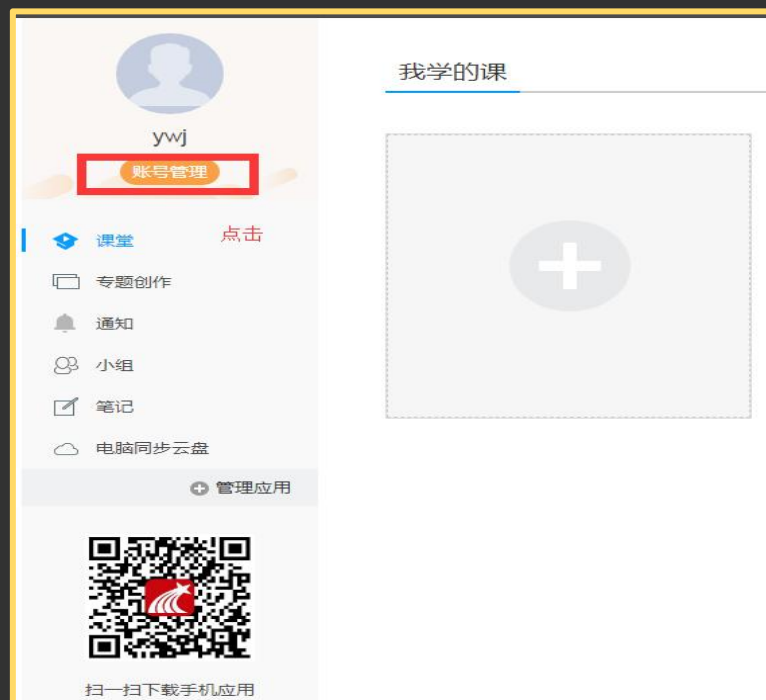 ywj
账号管理
课堂
点击
专题创作
通知
小组
笔记
电脑同步云盘
管理应用
扫一扫下载手机应用
我学的课